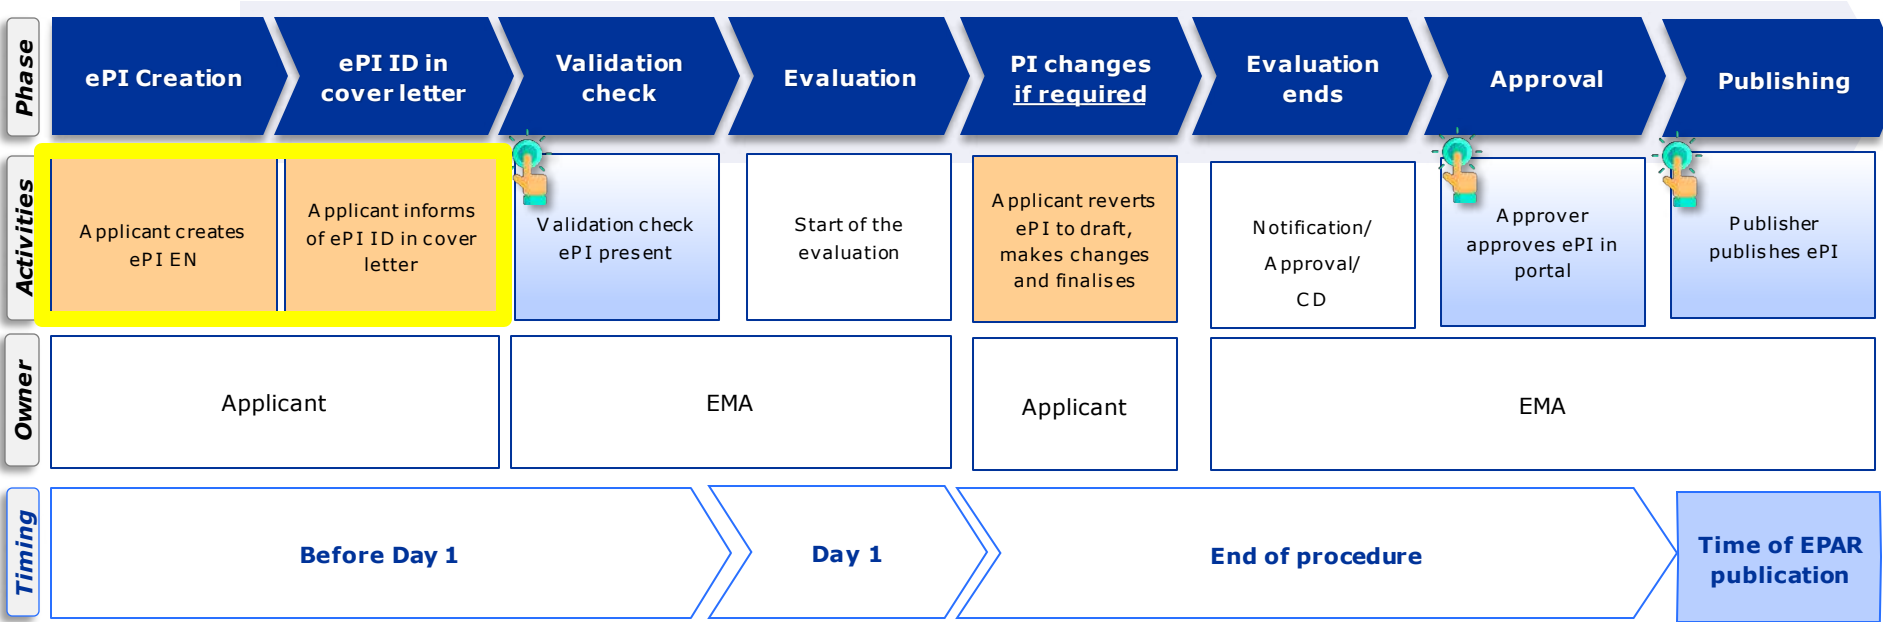 Phase
ePI Creation
ePI ID in
cover letter
Validation
check
Evaluation
PI changes
if required
Evaluation
ends
Approval
Publishing
Activities
Applicant creates
ePI EN
Applicant informs
of ePI ID in cover
letter
Validation check
ePI present
Start of the
evaluation
Applicant reverts
ePI to draft,
makes changes
and finalises
Notification/
Approval/
CD
Approver
approves ePI in
portal
Publisher
publishes ePI
Owner
Applicant
EMA
Applicant
EMA
Timing
Before Day 1
Day 1
End of procedure
Time of EPAR
publication